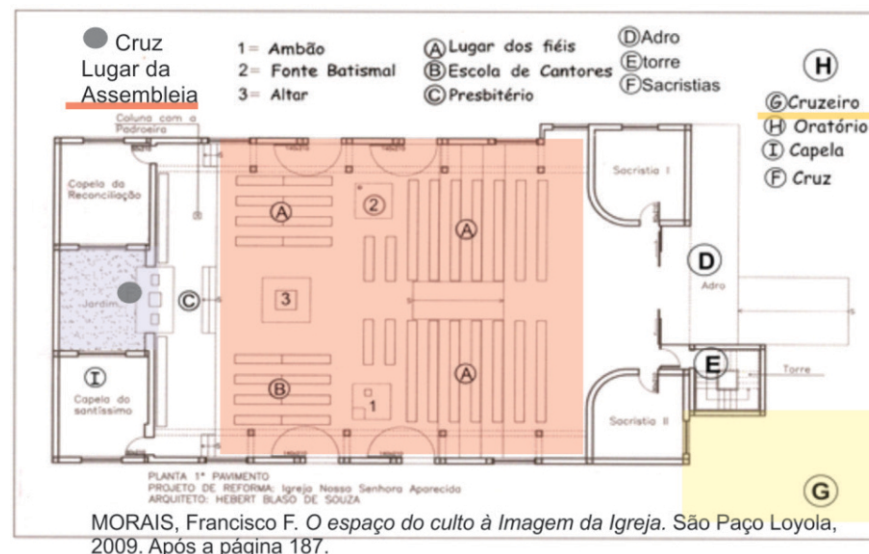 Cruz
Lugar da
Assembleia
1= Ambão
2= Fonte Batismal
3= Altar
A Lugar dos fiéis
B Escola de Cantores
C Presbitério
D Adro
E torre
F Sacristias
H
G Cruzeiro
H Oratório
I Capela
F Cruz
Coluna com a
Padroeira
Capela da
Reconciliação
A
2
A
Sacristia I
D
Adro
Jardim
C
3
I
Capela do
santíssimo
B
1
A
E
Torre
Sacristia II
G
PLANTA 1º PAVIMENTO
PROJETO DE REFORMA: Igreja Nossa Senhora Aparecida
ARQUITETO: HEBERT BLASO DE SOUZA
MORAIS, Francisco F. O espaço do culto à Imagem da Igreja. São Paço Loyola,
2009. Após a página 187.